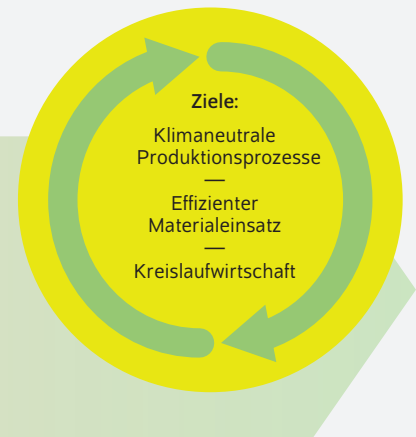 Ziele:
Klimaneutrale
Produktionsprozesse
—
Effizienter
Materialeinsatz
—
Kreislaufwirtschaft